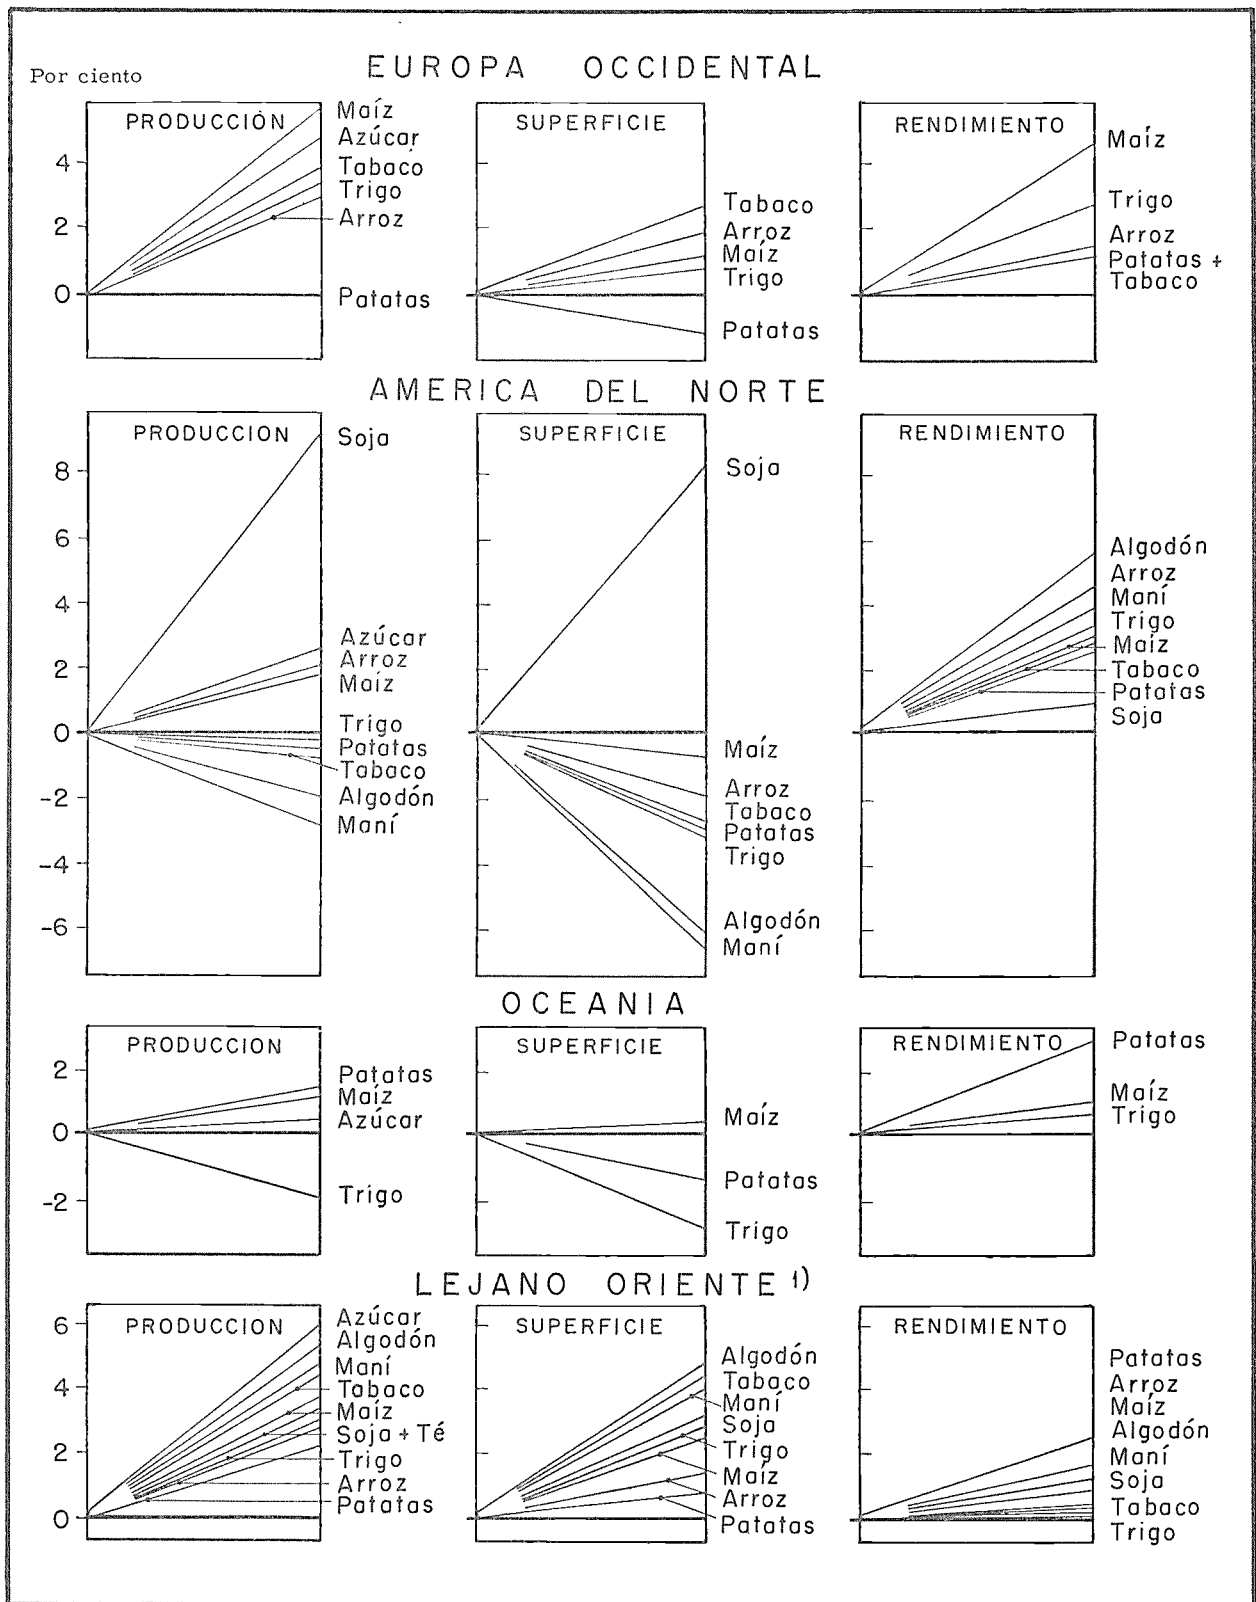 Por ciento
EUROPA OCCIDENTAL
PRODUCCIÓN
4
2
0
Maíz
Azúcar
Tabaco
Trigo
Arroz
Patatas
SUPERFICIE
Tabaco
Arroz
Maíz
Trigo
Patatas
RENDIMIENTO
Maíz
Trigo
Arroz
Patatas +
Tabaco
AMERICA DEL NORTE
PRODUCCION
8
6
4
2
0
-2
-4
-6
Soja
Azúcar
Arroz
Maíz
Trigo
Patatas
Tabaco
Algodón
Maní
SUPERFICIE
Soja
Maíz
Arroz
Tabaco
Patatas
Trigo
Algodón
Maní
RENDIMIENTO
Algodón
Arroz
Maní
Trigo
Maíz
Tabaco
Patatas
Soja
OCEANIA
PRODUCCION
2
0
-2
Patatas
Maíz
Azúcar
Trigo
SUPERFICIE
Maíz
Patatas
Trigo
RENDIMIENTO
Patatas
Maíz
Trigo
LEJANO ORIENTE 1)
PRODUCCION
6
4
2
0
Azúcar
Algodón
Maní
Tabaco
Maíz
Soja + Té
Trigo
Arroz
Patatas
SUPERFICIE
Algodón
Tabaco
Maní
Soja
Trigo
Maíz
Arroz
Patatas
RENDIMIENTO
Patatas
Arroz
Maíz
Algodón
Maní
Soja
Tabaco
Trigo